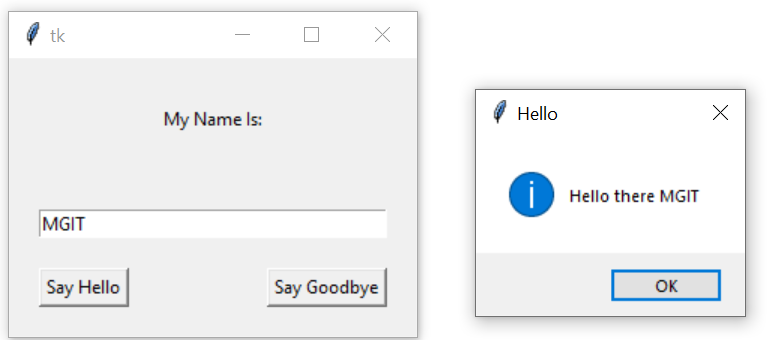 tk
My Name Is:
MGIT
Say Hello
Say Goodbye
Hello
Hello there MGIT
OK